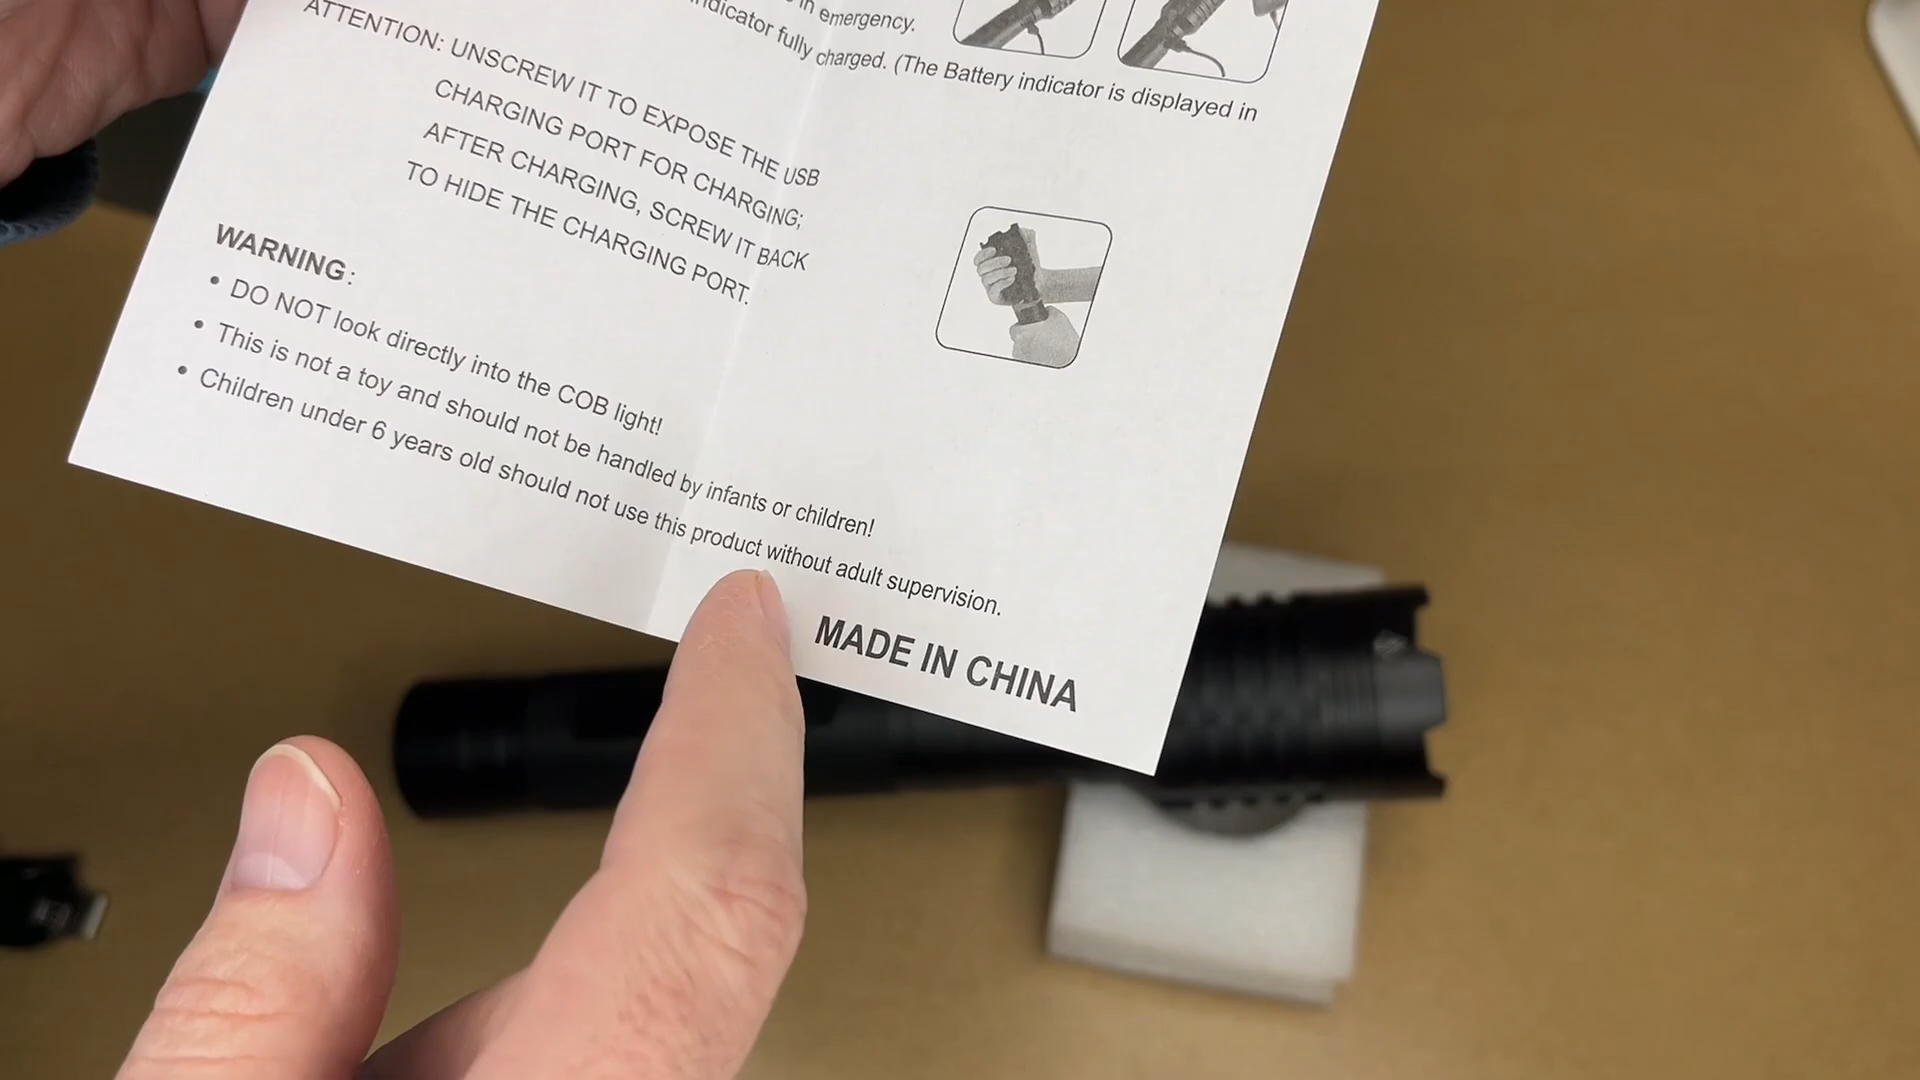 in emergency.
indicator fully charged. (The Battery indicator is displayed in
ATTENTION: UNSCREW IT TO EXPOSE THE USB
CHARGING PORT FOR CHARGING;
AFTER CHARGING, SCREW IT BACK
TO HIDE THE CHARGING PORT.
WARNING:
• DO NOT look directly into the COB light!
• This is not a toy and should not be handled by infants or children!
• Children under 6 years old should not use this product without adult supervision.
MADE IN CHINA